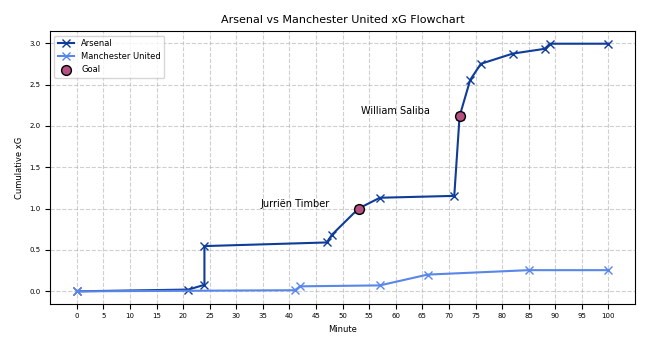 Arsenal vs Manchester United xG Flowchart
Arsenal
Manchester United
Goal
3.0
2.5
2.0
1.5
1.0
0.5
0.0
Cumulative xG
William Saliba
Jurriën Timber
0 5 10 15 20 25 30 35 40 45 50 55 60 65 70 75 80 85 90 95 100
Minute